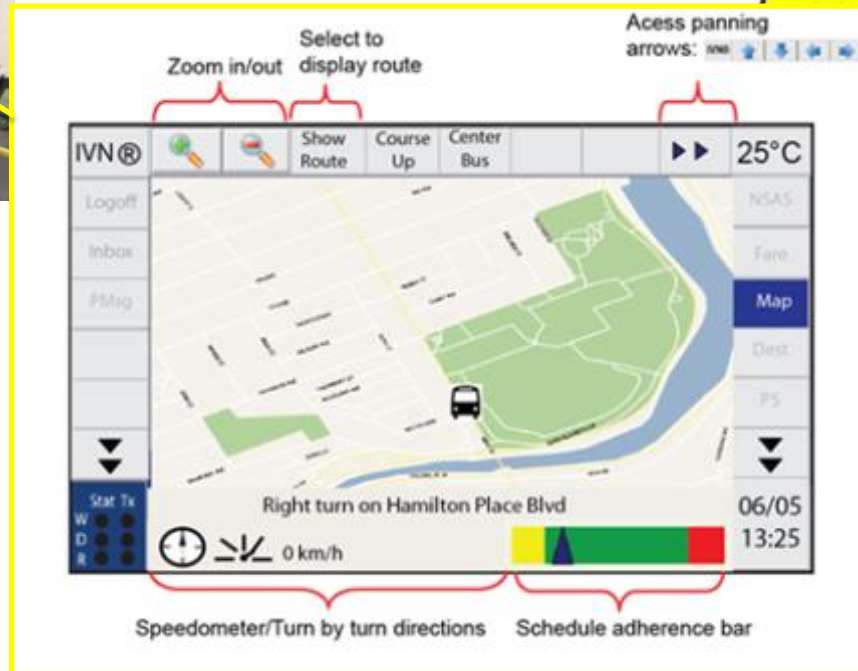 Acess panning
arrows:
Select to
display route
Zoom in/out
IVN®
Show
Route
Course
Up
Center
Bus
25°C
Logoff
Inbox
PMsg
NSAS
Fare
Map
Dest
PS
Stat Tx
W
D
R
Right turn on Hamilton Place Blvd
0 km/h
06/05
13:25
Speedometer/Turn by turn directions
Schedule adherence bar